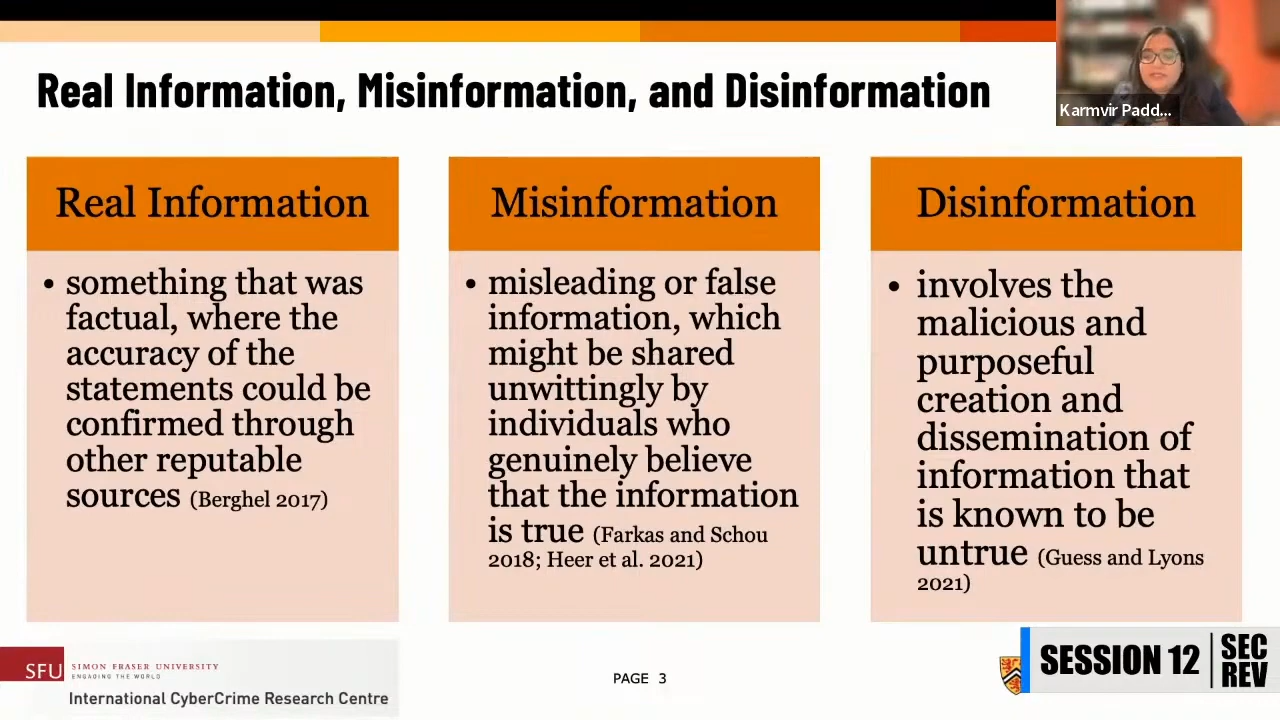 Real Information, Misinformation, and Disinformation
Karmvir Padd...
Real Information
• something that was
factual, where the
accuracy of the
statements could be
confirmed through
other reputable
sources (Berghel 2017)
Misinformation
• misleading or false
information, which
might be shared
unwittingly by
individuals who
genuinely believe
that the information
is true (Farkas and Schou
2018; Heer et al. 2021)
Disinformation
• involves the
malicious and
purposeful
creation and
dissemination of
information that
is known to be
untrue (Guess and Lyons
2021)
SFU
SIMON FRASER UNIVERSITY
ENGAGING THE WORLD
International CyberCrime Research Centre
PAGE 3
SESSION 12
SEC
REV